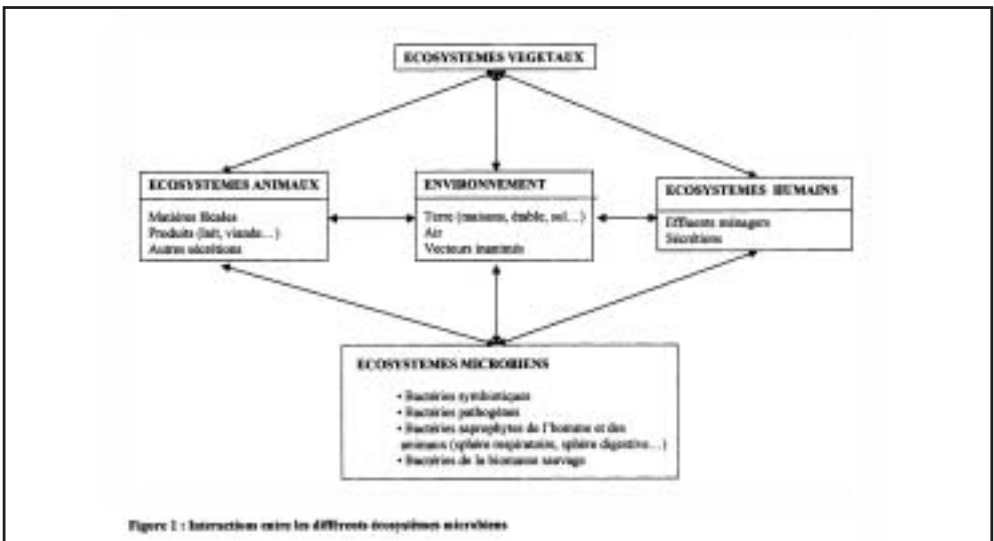 ECOSYSTEMES VEGETAUX
ECOSYSTEMES ANIMAUX
Matières fécales
Produits (lait, viande…)
Autres sécrétions
ENVIRONNEMENT
Terre (maisons, étable, sol…)
Air
Vecteurs inanimés
ECOSYSTEMES HUMAINS
Effluents ménagers
Sécrétions
ECOSYSTEMES MICROBIENS
• Bactéries symbiotiques
• Bactéries pathogènes
• Bactéries saprophytes de l'homme et des
animaux (sphère respiratoire, sphère digestive…)
• Bactéries de la biomasse sauvage
Figure 1 : Interactions entre les différents écosystèmes microbiens